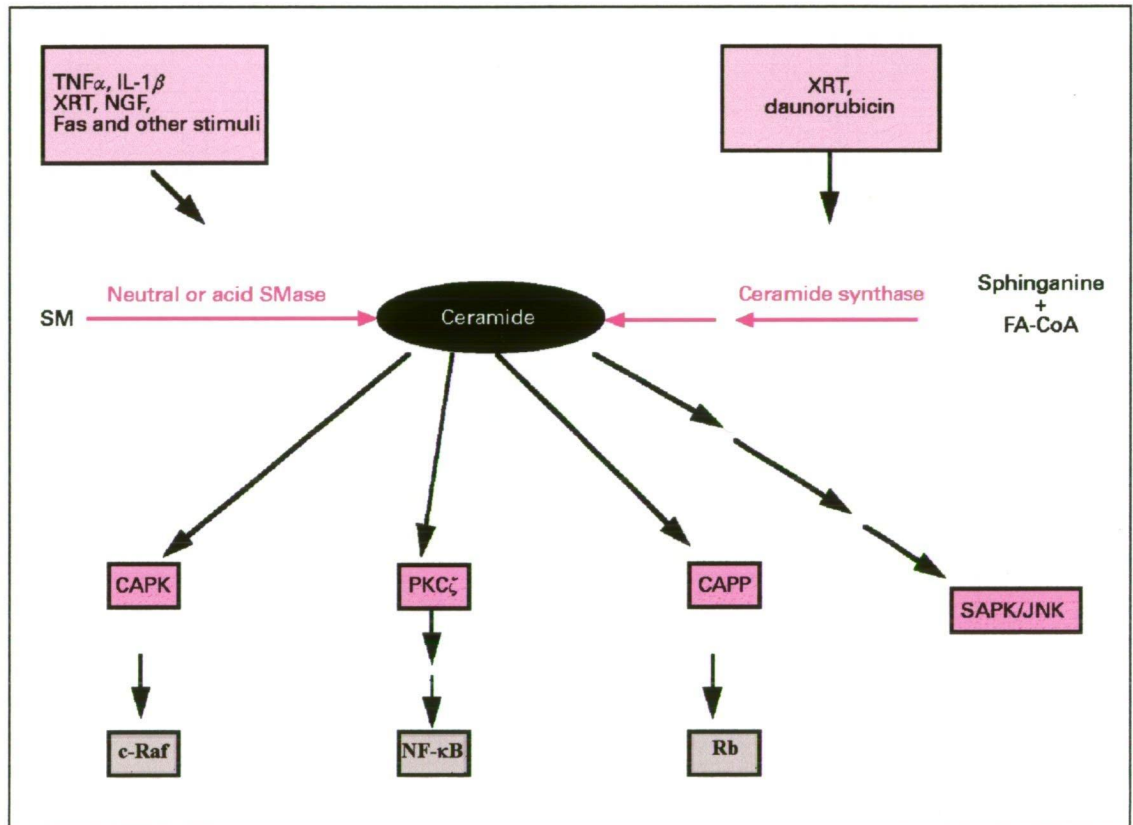 TNFα, IL-1β
XRT, NGF,
Fas and other stimuli
XRT,
daunorubicin
Neutral or acid SMase
SM
Ceramide
Ceramide synthase
Sphinganine
+
FA-CoA
CAPK
PKCζ
CAPP
SAPK/JNK
c-Raf
NF-κB
Rb